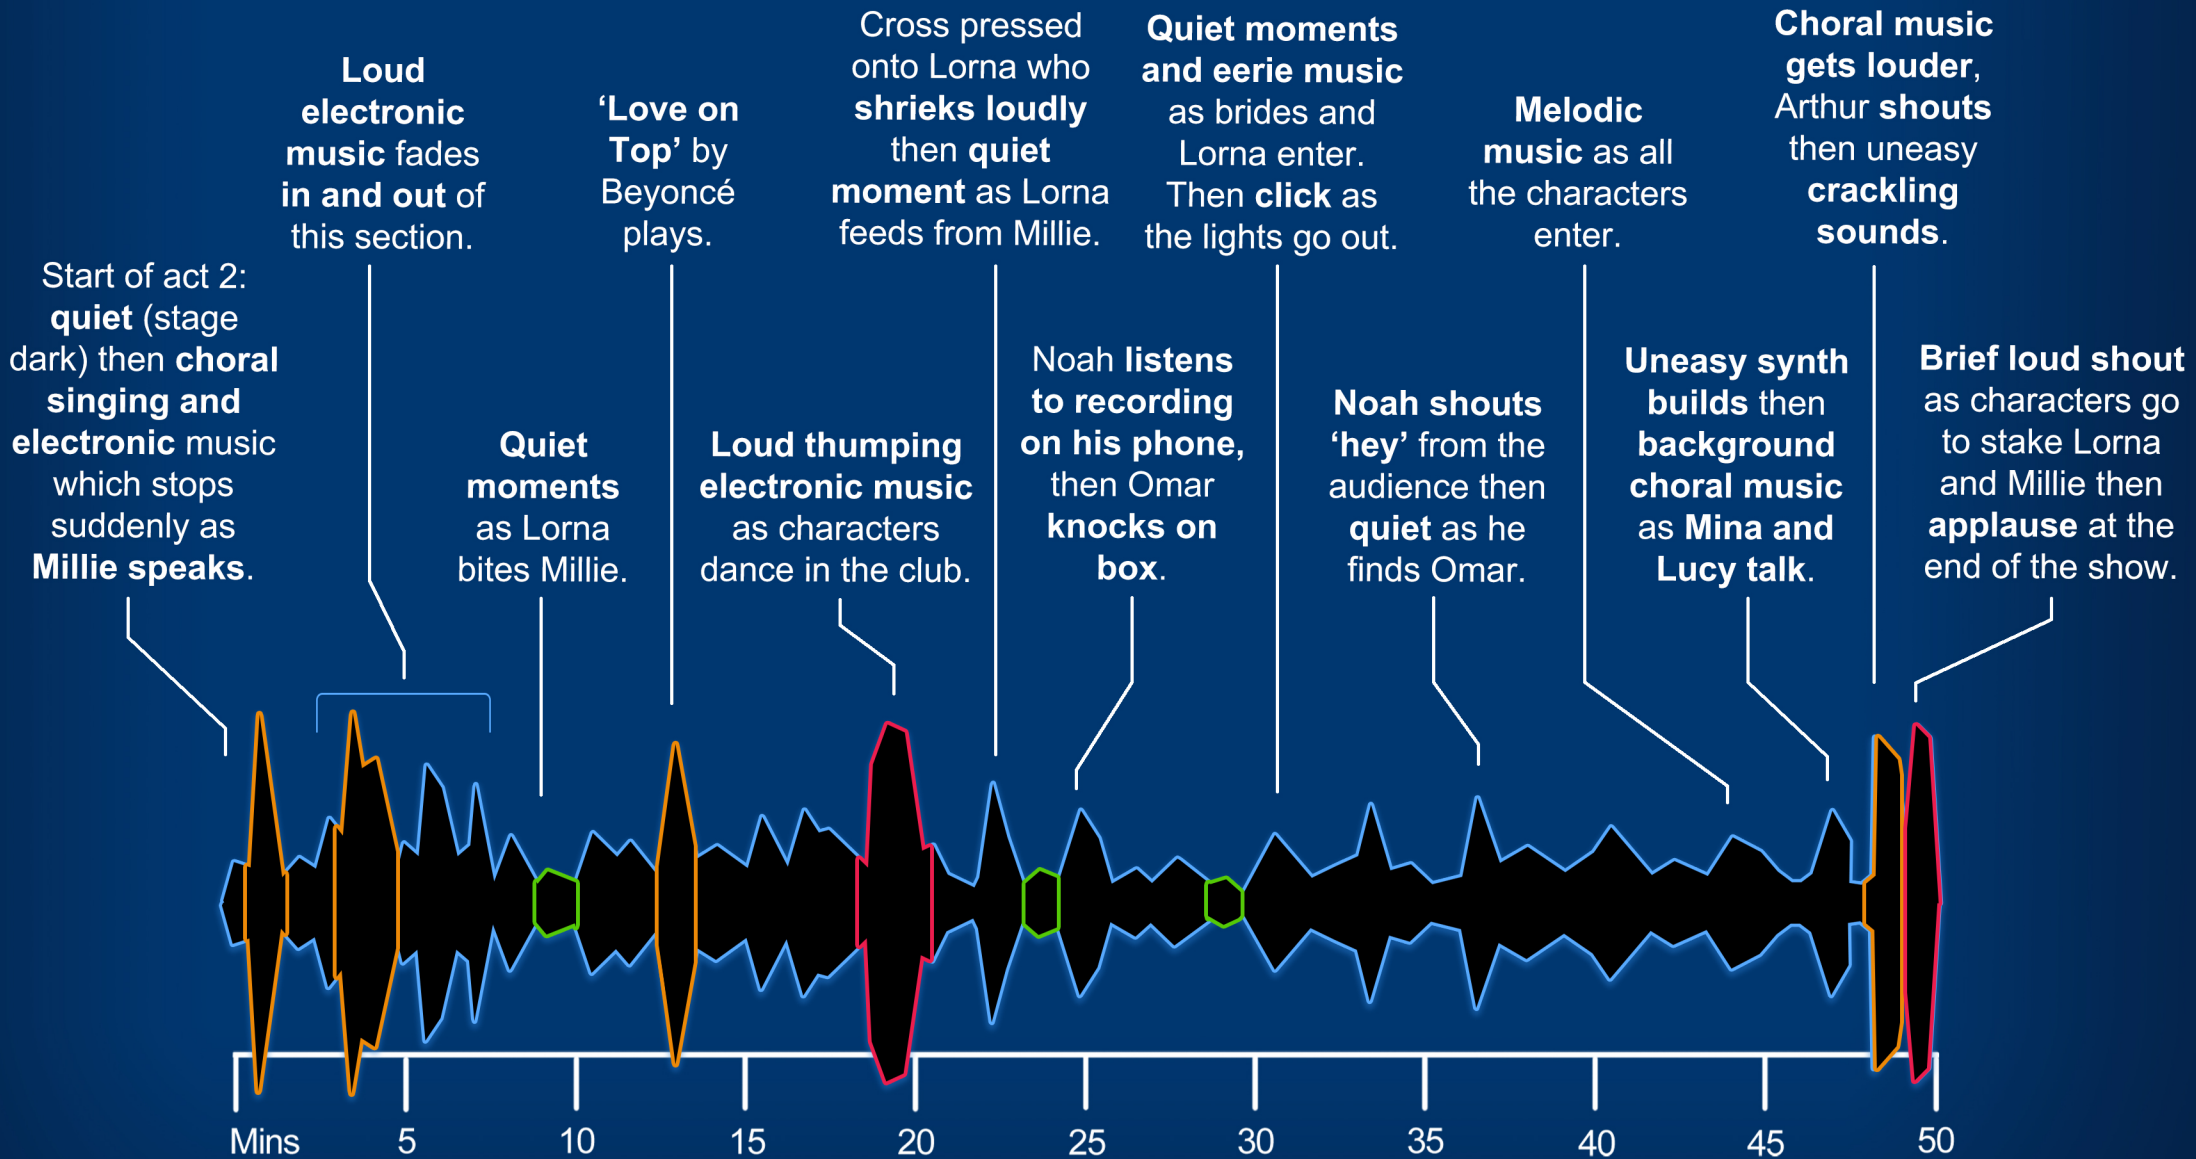 Start of act 2:
quiet (stage
dark) then choral
singing and
electronic music
which stops
suddenly as
Millie speaks.
Loud
electronic
music fades
in and out of
this section.
Quiet
moments
as Lorna
bites Millie.
‘Love on
Top’ by
Beyoncé
plays.
Loud thumping
electronic music
as characters
dance in the club.
Cross pressed
onto Lorna who
shrieks loudly
then quiet
moment as Lorna
feeds from Millie.
Noah listens
to recording
on his phone,
then Omar
knocks on
box.
Quiet moments
and eerie music
as brides and
Lorna enter.
Then click as
the lights go out.
Noah shouts
‘hey’ from the
audience then
quiet as he
finds Omar.
Melodic
music as all
the characters
enter.
Uneasy synth
builds then
background
choral music
as Mina and
Lucy talk.
Choral music
gets louder,
Arthur shouts
then uneasy
crackling
sounds.
Brief loud shout
as characters go
to stake Lorna
and Millie then
applause at the
end of the show.
Mins 5 10 15 20 25 30 35 40 45 50